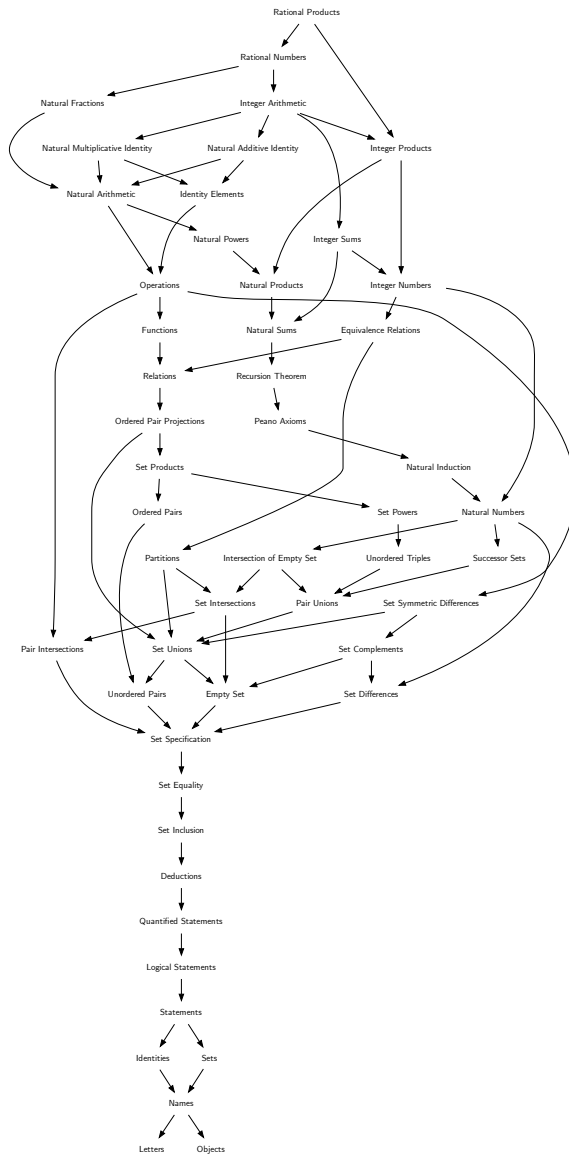 Rational Products
Rational Numbers
Natural Fractions
Integer Arithmetic
Natural Multiplicative Identity
Natural Additive Identity
Integer Products
Natural Arithmetic
Identity Elements
Natural Powers
Integer Sums
Operations
Natural Products
Integer Numbers
Functions
Natural Sums
Equivalence Relations
Relations
Recursion Theorem
Ordered Pair Projections
Peano Axioms
Set Products
Natural Induction
Ordered Pairs
Set Powers
Natural Numbers
Partitions
Intersection of Empty Set
Unordered Triples
Successor Sets
Set Intersections
Pair Unions
Set Symmetric Differences
Pair Intersections
Set Unions
Set Complements
Unordered Pairs
Empty Set
Set Differences
Set Specification
Set Equality
Set Inclusion
Deductions
Quantified Statements
Logical Statements
Statements
Identities
Sets
Names
Letters
Objects